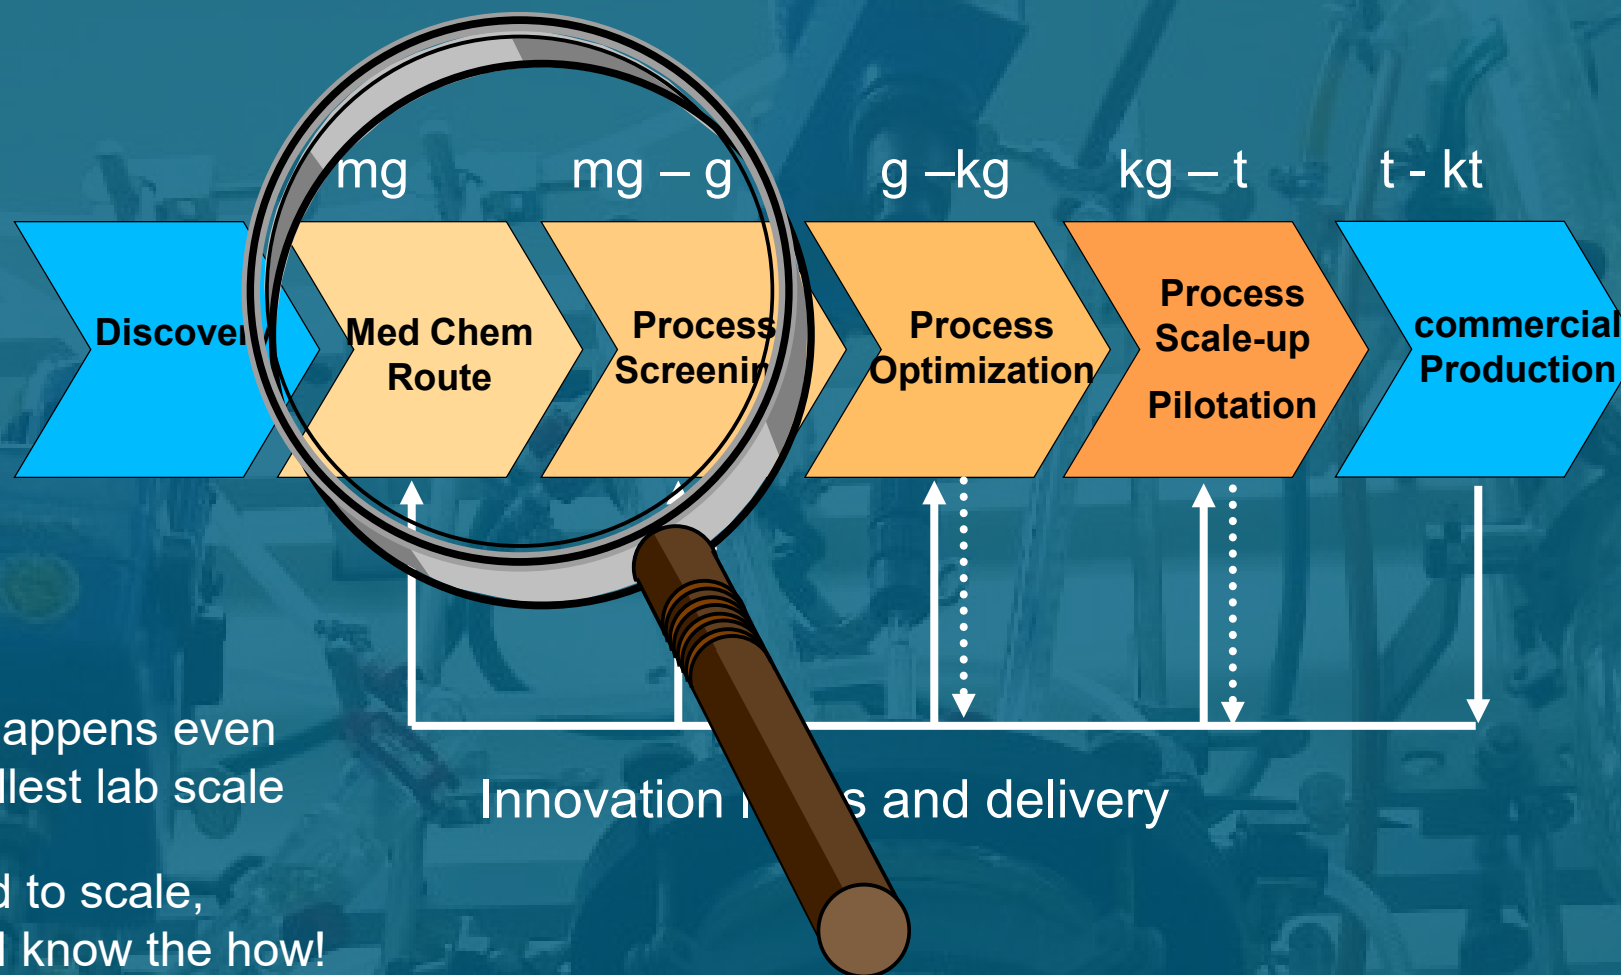 mg
mg – g
g –kg
kg – t
t - kt
Discover
Med Chem
Route
Process
Screenin
Process
Optimization
Process
Scale-up
Pilotation
commercial
Production
appens even
llest lab scale
Innovation s and delivery
d to scale,
l know the how!